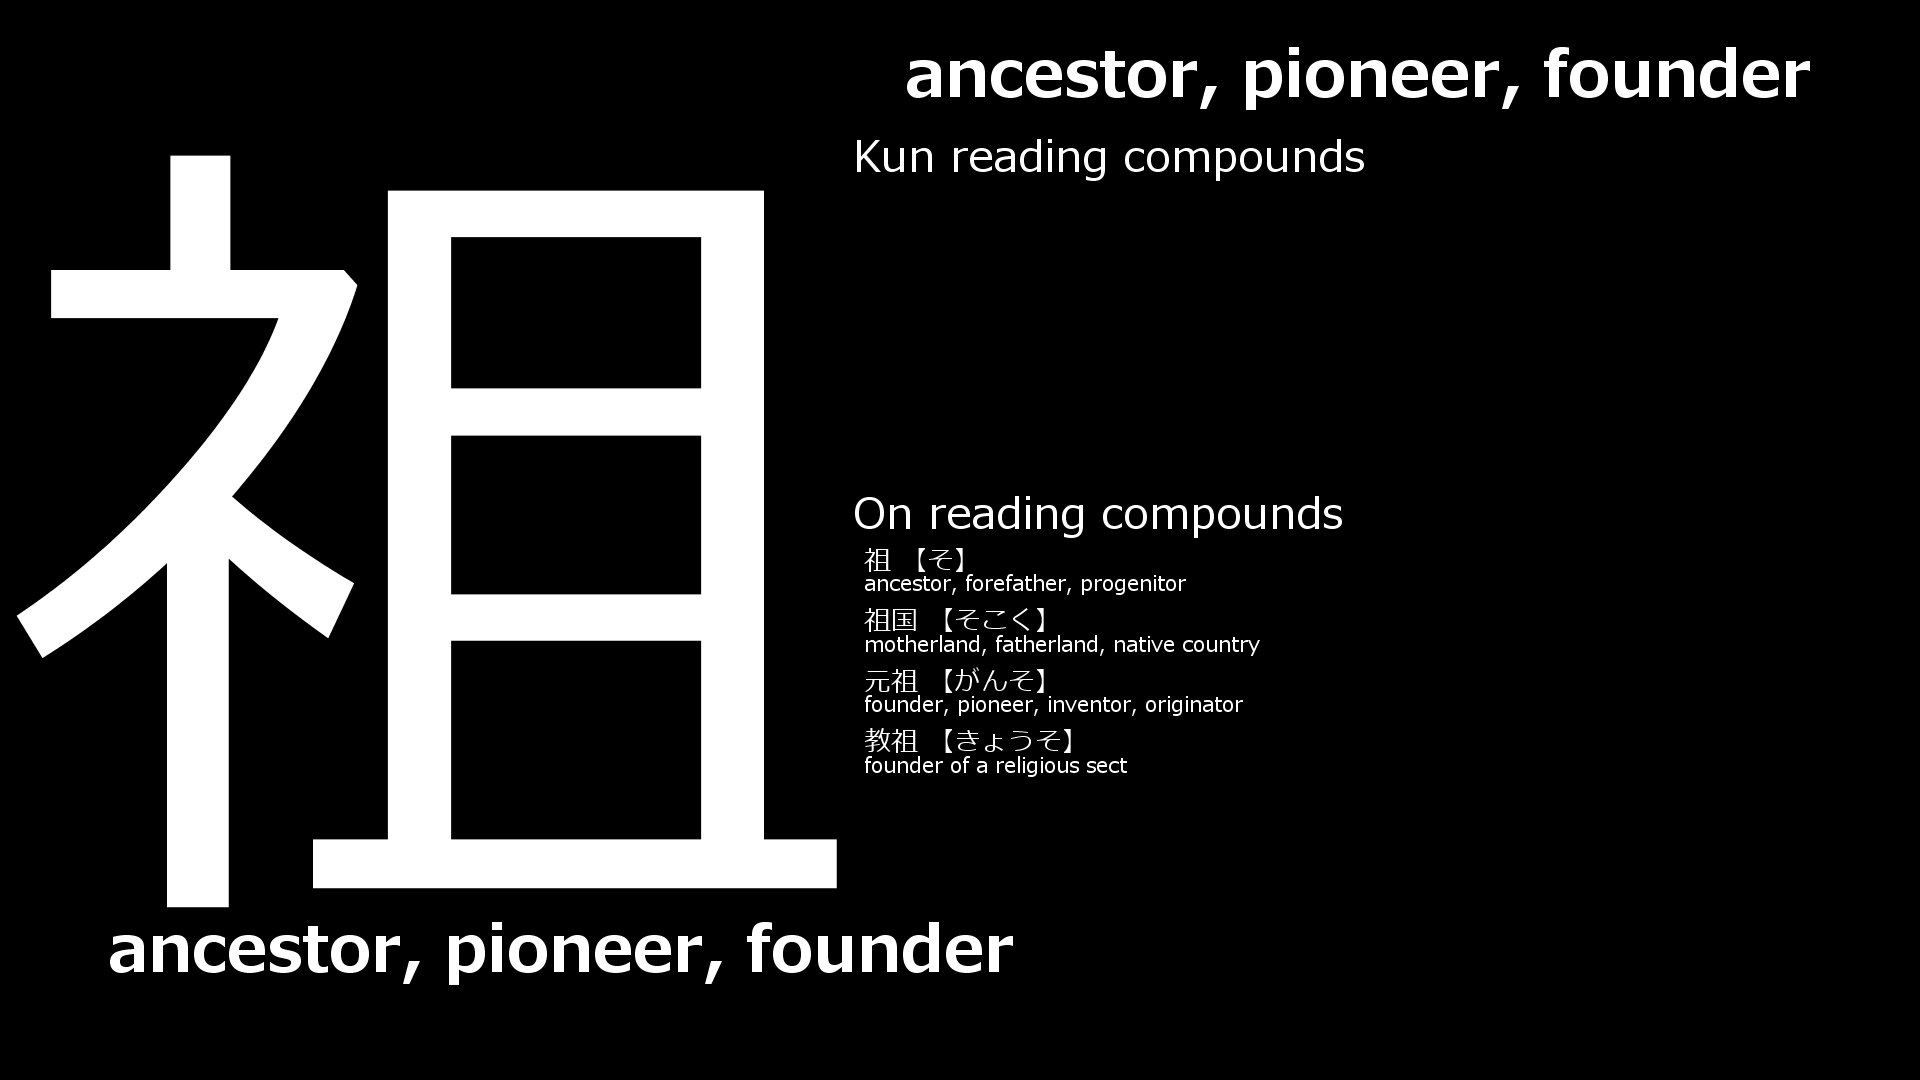 祖
ancestor, pioneer, founder
ancestor, pioneer, founder
Kun reading compounds
On reading compounds
祖 【そ】
ancestor, forefather, progenitor
祖国 【そこく】
motherland, fatherland, native country
元祖 【がんそ】
founder, pioneer, inventor, originator
教祖 【きょうそ】
founder of a religious sect